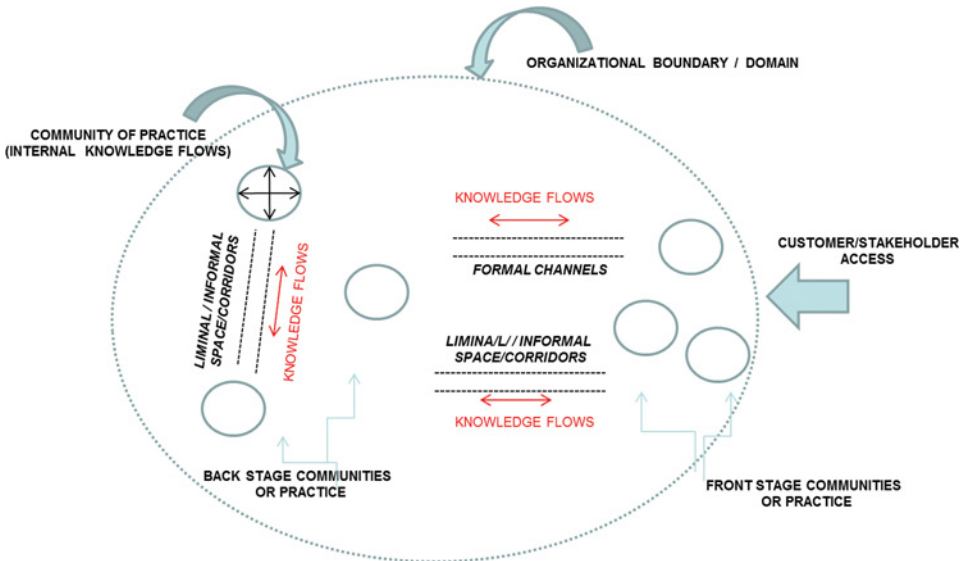 ORGANIZATIONAL BOUNDARY / DOMAIN
COMMUNITY OF PRACTICE
(INTERNAL KNOWLEDGE FLOWS)
KNOWLEDGE FLOWS
FORMAL CHANNELS
CUSTOMER/STAKEHOLDER
ACCESS
LIMINAL / INFORMAL
SPACE/CORRIDORS
KNOWLEDGE FLOWS
LIMINA/L// INFORMAL
SPACE/CORRIDORS
KNOWLEDGE FLOWS
BACK STAGE COMMUNITIES
OR PRACTICE
FRONT STAGE COMMUNITIES
OR PRACTICE